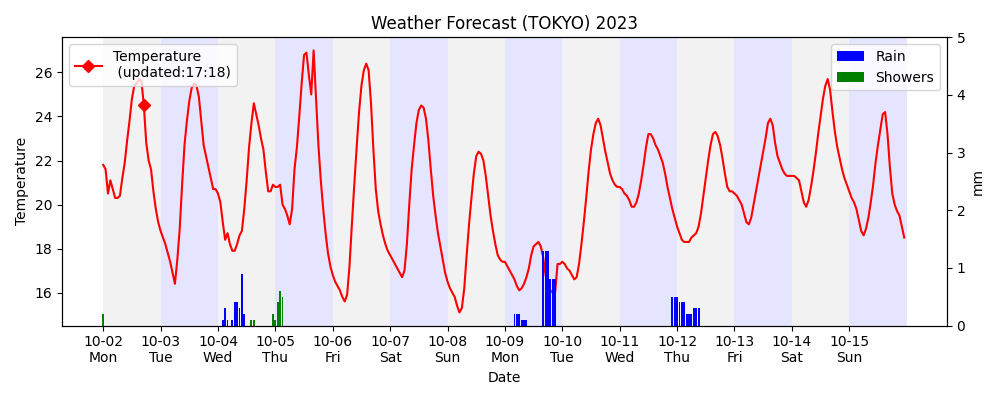 Weather Forecast (TOKYO) 2023
Temperature
(updated:17:18)
Rain
Showers
Temperature
26
24
22
20
18
16
5
4
3
2
1
0
mm
10-02 10-03 10-04 10-05 10-06 10-07 10-08 10-09 10-10 10-11 10-12 10-13 10-14 10-15
Mon Tue Wed Thu Fri Sat Sun Mon Tue Wed Thu Fri Sat Sun
Date